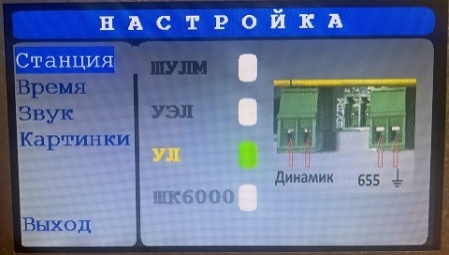 НАСТРОЙКА
Станция
Время
Звук
Картинки
Выход
ШУЛМ
УЭЛ
УЛ
ШК6000
Динамик 655